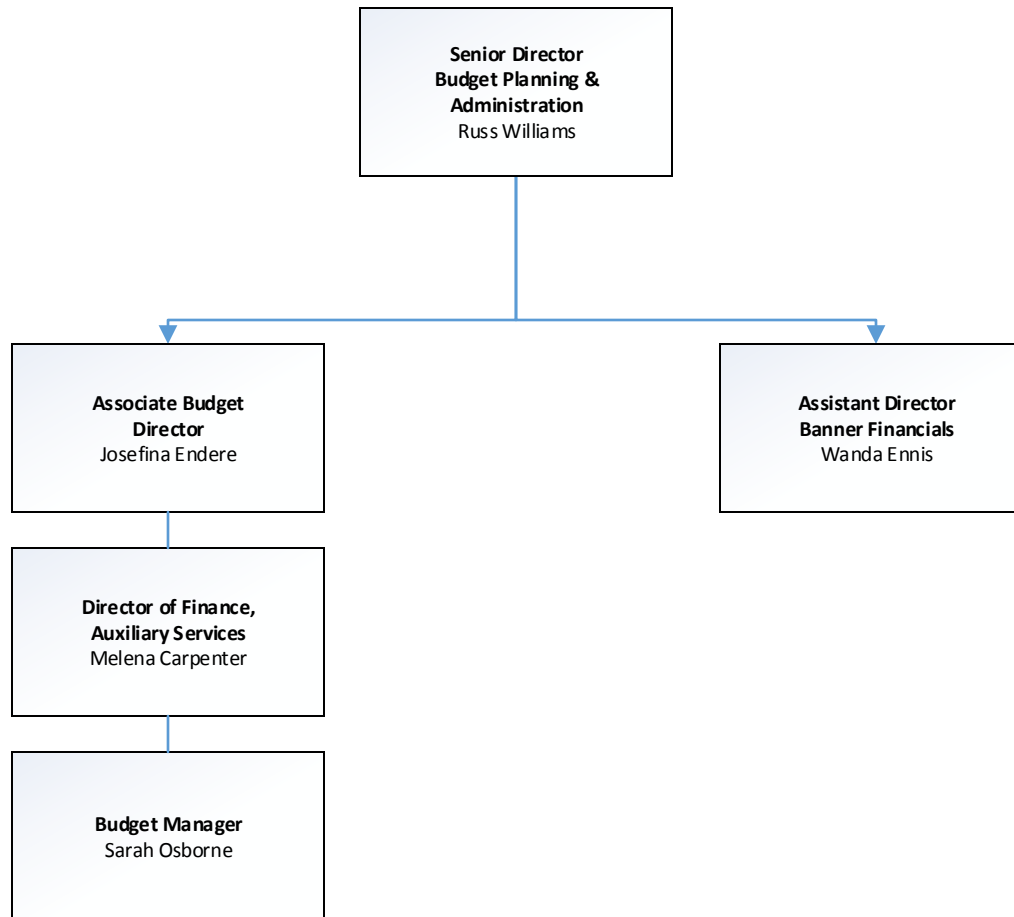 Senior Director
Budget Planning &
Administration
Russ Williams
Associate Budget
Director
Josefina Endere
Assistant Director
Banner Financials
Wanda Ennis
Director of Finance,
Auxiliary Services
Melena Carpenter
Budget Manager
Sarah Osborne